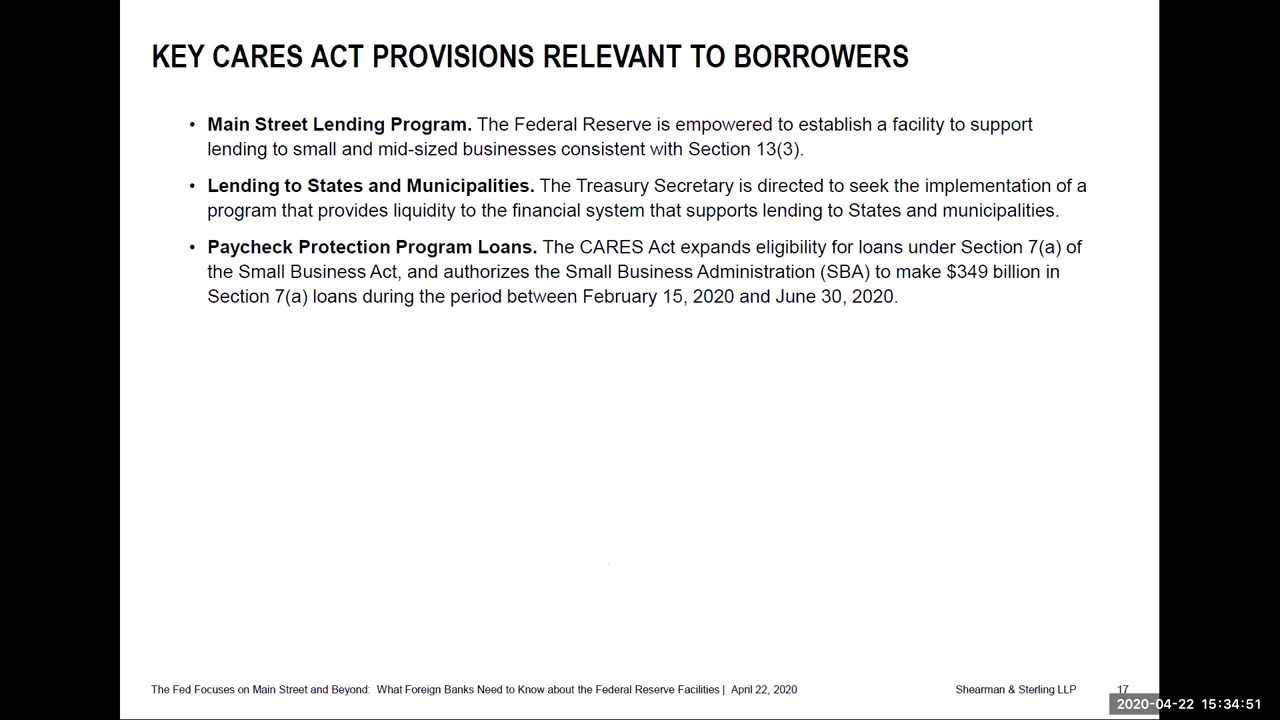 KEY CARES ACT PROVISIONS RELEVANT TO BORROWERS
• Main Street Lending Program. The Federal Reserve is empowered to establish a facility to support
lending to small and mid-sized businesses consistent with Section 13(3).
• Lending to States and Municipalities. The Treasury Secretary is directed to seek the implementation of a
program that provides liquidity to the financial system that supports lending to States and municipalities.
• Paycheck Protection Program Loans. The CARES Act expands eligibility for loans under Section 7(a) of
the Small Business Act, and authorizes the Small Business Administration (SBA) to make $349 billion in
Section 7(a) loans during the period between February 15, 2020 and June 30, 2020.
The Fed Focuses on Main Street and Beyond: What Foreign Banks Need to Know about the Federal Reserve Facilities | April 22, 2020
Shearman & Sterling LLP
17
2020-04-22 15:34:51